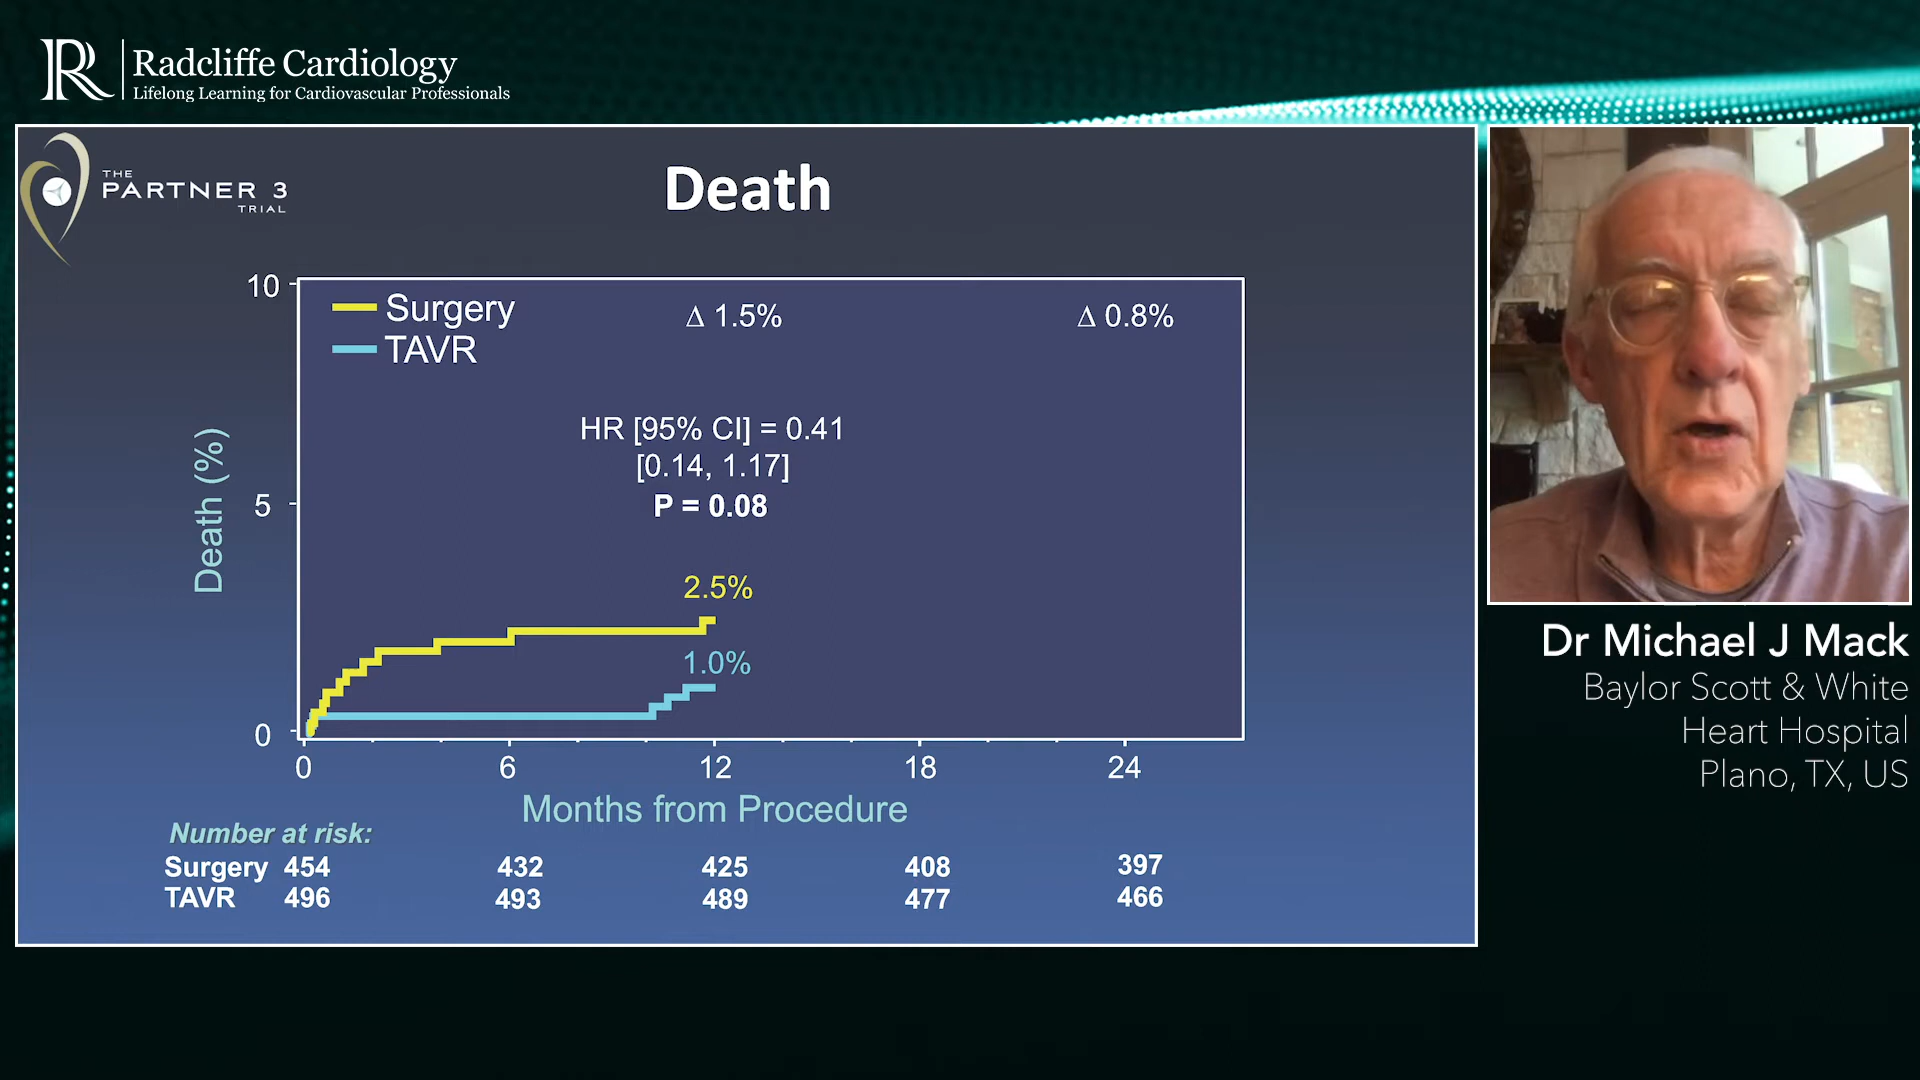 Radcliffe Cardiology
Lifelong Learning for Cardiovascular Professionals
THE
PARTNER 3
TRIAL
Death
10
5
0
Death (%)
Surgery
TAVR
Δ 1.5%
Δ 0.8%
HR [95% CI] = 0.41
[0.14, 1.17]
P = 0.08
2.5%
1.0%
0 6 12 18 24
Months from Procedure
Number at risk:
Surgery 454 432 425 408 397
TAVR 496 493 489 477 466
Dr Michael J Mack
Baylor Scott & White
Heart Hospital
Plano, TX, US